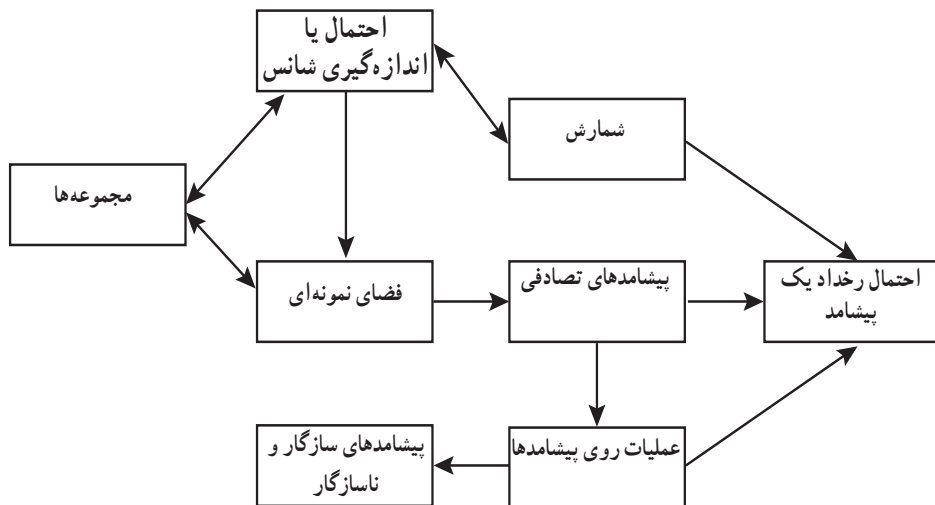 احتمال یا
اندازه‌گیری شانس
شمارش
مجموعه‌ها
فضای نمونه‌ای
پیشامدهای تصادفی
احتمال رخداد یک
پیشامد
عملیات روی پیشامدها
پیشامدهای سازگار و
ناسازگار